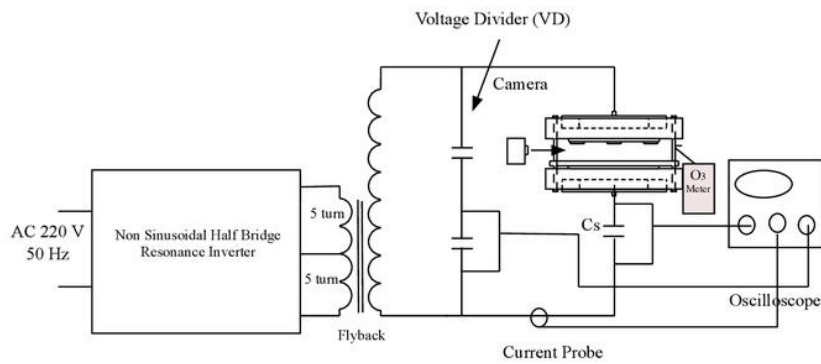 Voltage Divider (VD)
Camera
O3
Meter
5 turn
AC 220 V
50 Hz
Non Sinusoidal Half Bridge
Resonance Inverter
Cs
5 turn
Oscilloscope
Flyback
Current Probe